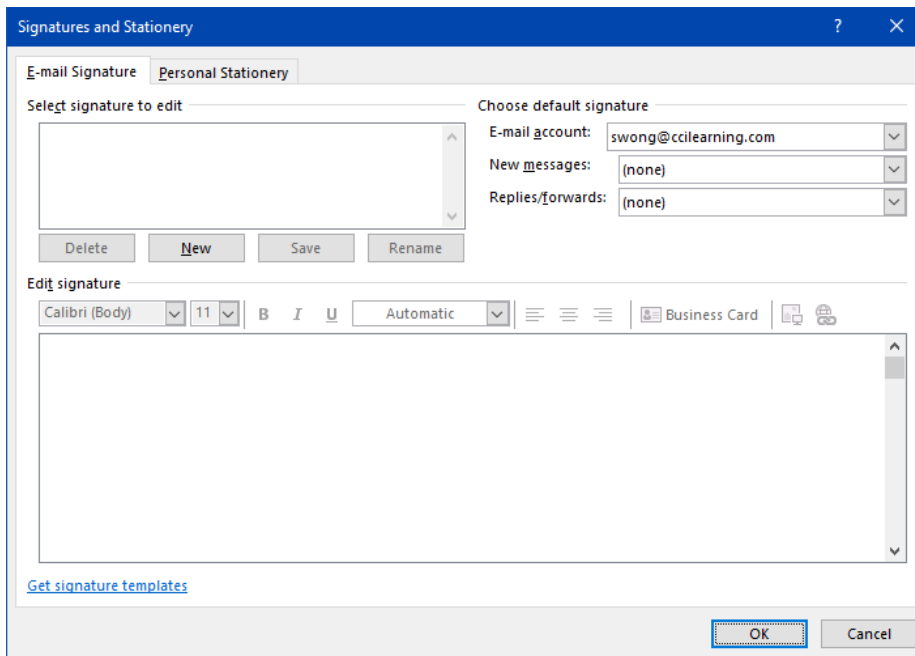 Signatures and Stationery ?
E-mail Signature Personal Stationery
Select signature to edit
Choose default signature
E-mail account: swong@ccilearning.com
New messages: (none)
Replies/forwards: (none)
Delete New Save Rename
Edit signature
Calibri (Body) 11 B I U Automatic Business Card
Get signature templates
OK Cancel